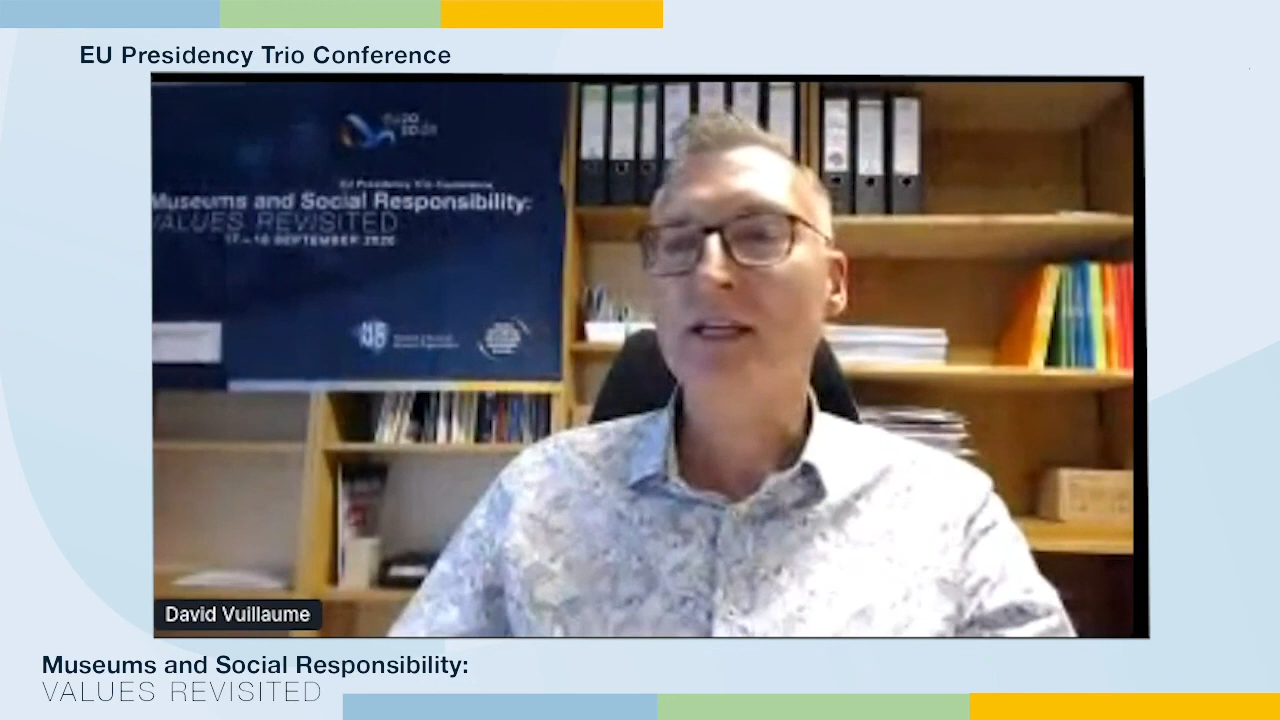 EU Presidency Trio Conference
EU Presidency Trio Conference
Museums and Social Responsibility:
VALUES REVISITED
17–18 SEPTEMBER 2020
David Vuillaume
Museums and Social Responsibility:
VALUES REVISITED